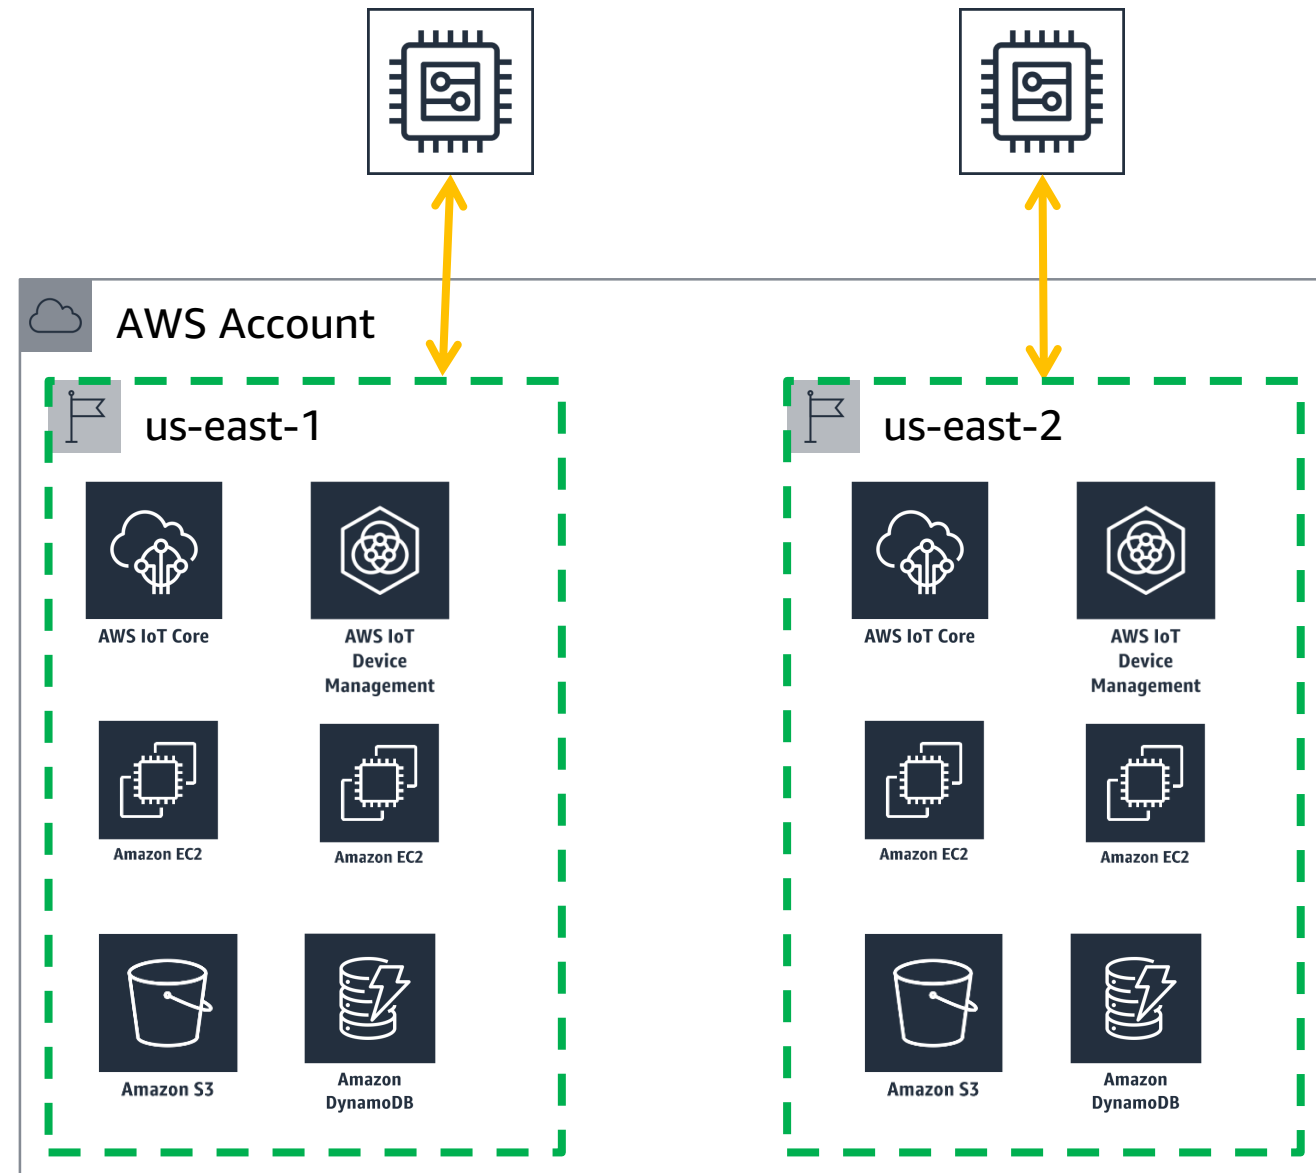 AWS Account
us-east-1
AWS IoT Core
AWS IoT
Device
Management
Amazon EC2
Amazon EC2
Amazon S3
Amazon
DynamoDB
us-east-2
AWS IoT Core
AWS IoT
Device
Management
Amazon EC2
Amazon EC2
Amazon S3
Amazon
DynamoDB